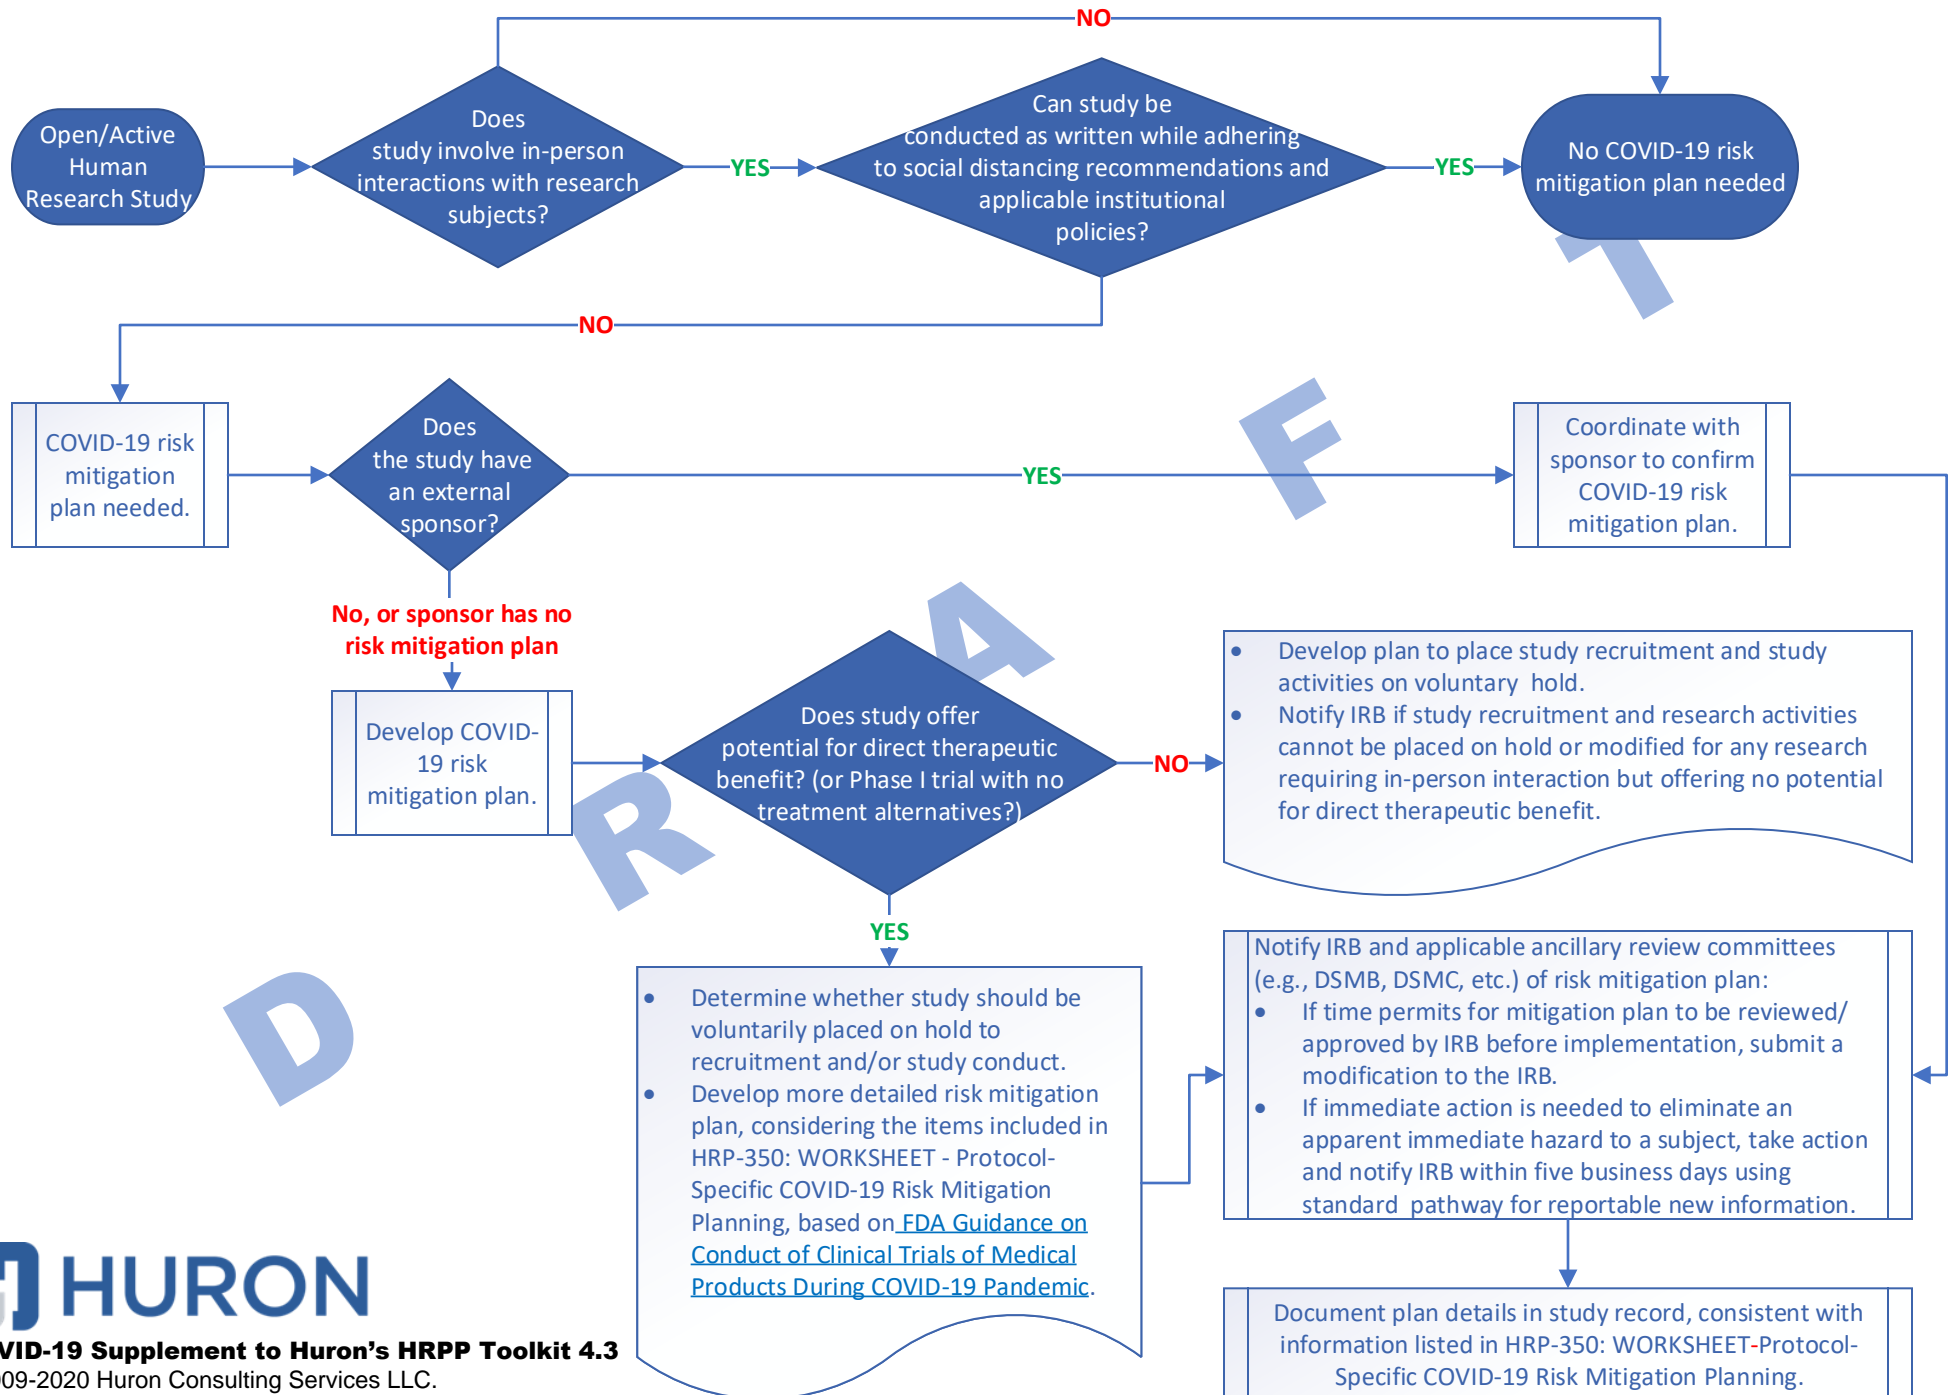 NO
Open/Active
Human
Research Study
Does
study involve in-person
interactions with research
subjects?
YES
Can study be
conducted as written while adhering
to social distancing recommendations and
applicable institutional
policies?
YES
No COVID-19 risk
mitigation plan needed
NO
COVID-19 risk
mitigation
plan needed.
Does
the study have
an external
sponsor?
YES
Coordinate with
sponsor to confirm
COVID-19 risk
mitigation plan.
No, or sponsor has no
risk mitigation plan
Develop COVID-
19 risk
mitigation plan.
Does study offer
potential for direct therapeutic
benefit? (or Phase I trial with no
treatment alternatives?)
NO
• Develop plan to place study recruitment and study
activities on voluntary hold.
• Notify IRB if study recruitment and research activities
cannot be placed on hold or modified for any research
requiring in-person interaction but offering no potential
for direct therapeutic benefit.
YES
• Determine whether study should be
voluntarily placed on hold to
recruitment and/or study conduct.
• Develop more detailed risk mitigation
plan, considering the items included in
HRP-350: WORKSHEET - Protocol-
Specific COVID-19 Risk Mitigation
Planning, based on FDA Guidance on
Conduct of Clinical Trials of Medical
Products During COVID-19 Pandemic.
Notify IRB and applicable ancillary review committees
(e.g., DSMB, DSMC, etc.) of risk mitigation plan:
• If time permits for mitigation plan to be reviewed/
approved by IRB before implementation, submit a
modification to the IRB.
• If immediate action is needed to eliminate an
apparent immediate hazard to a subject, take action
and notify IRB within five business days using
standard pathway for reportable new information.
Document plan details in study record, consistent with
information listed in HRP-350: WORKSHEET-Protocol-
Specific COVID-19 Risk Mitigation Planning.
DRAFT
HURON
VID-19 Supplement to Huron's HRPP Toolkit 4.3
09-2020 Huron Consulting Services LLC.